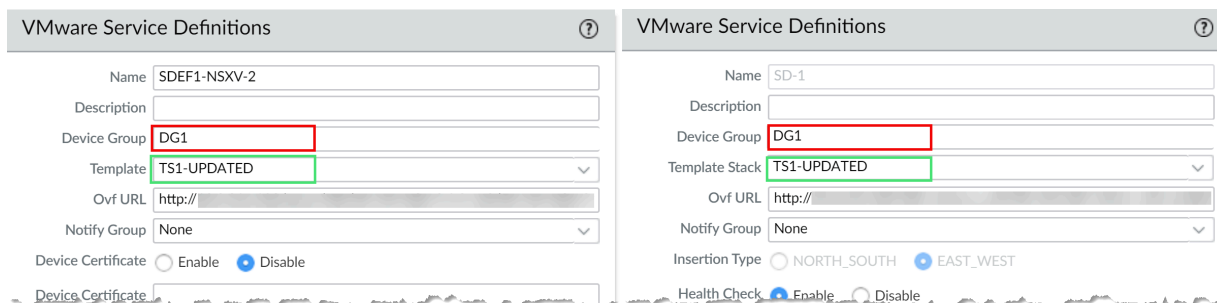 VMware Service Definitions
Name SDEF1-NSXV-2
Description
Device Group DG1
Template TS1-UPDATED
Ovf URL http://
Notify Group None
Device Certificate Enable Disable
Device Certificate
VMware Service Definitions
Name SD-1
Description
Device Group DG1
Template Stack TS1-UPDATED
Ovf URL http://
Notify Group None
Insertion Type NORTH_SOUTH EAST_WEST
Health Check Enable Disable